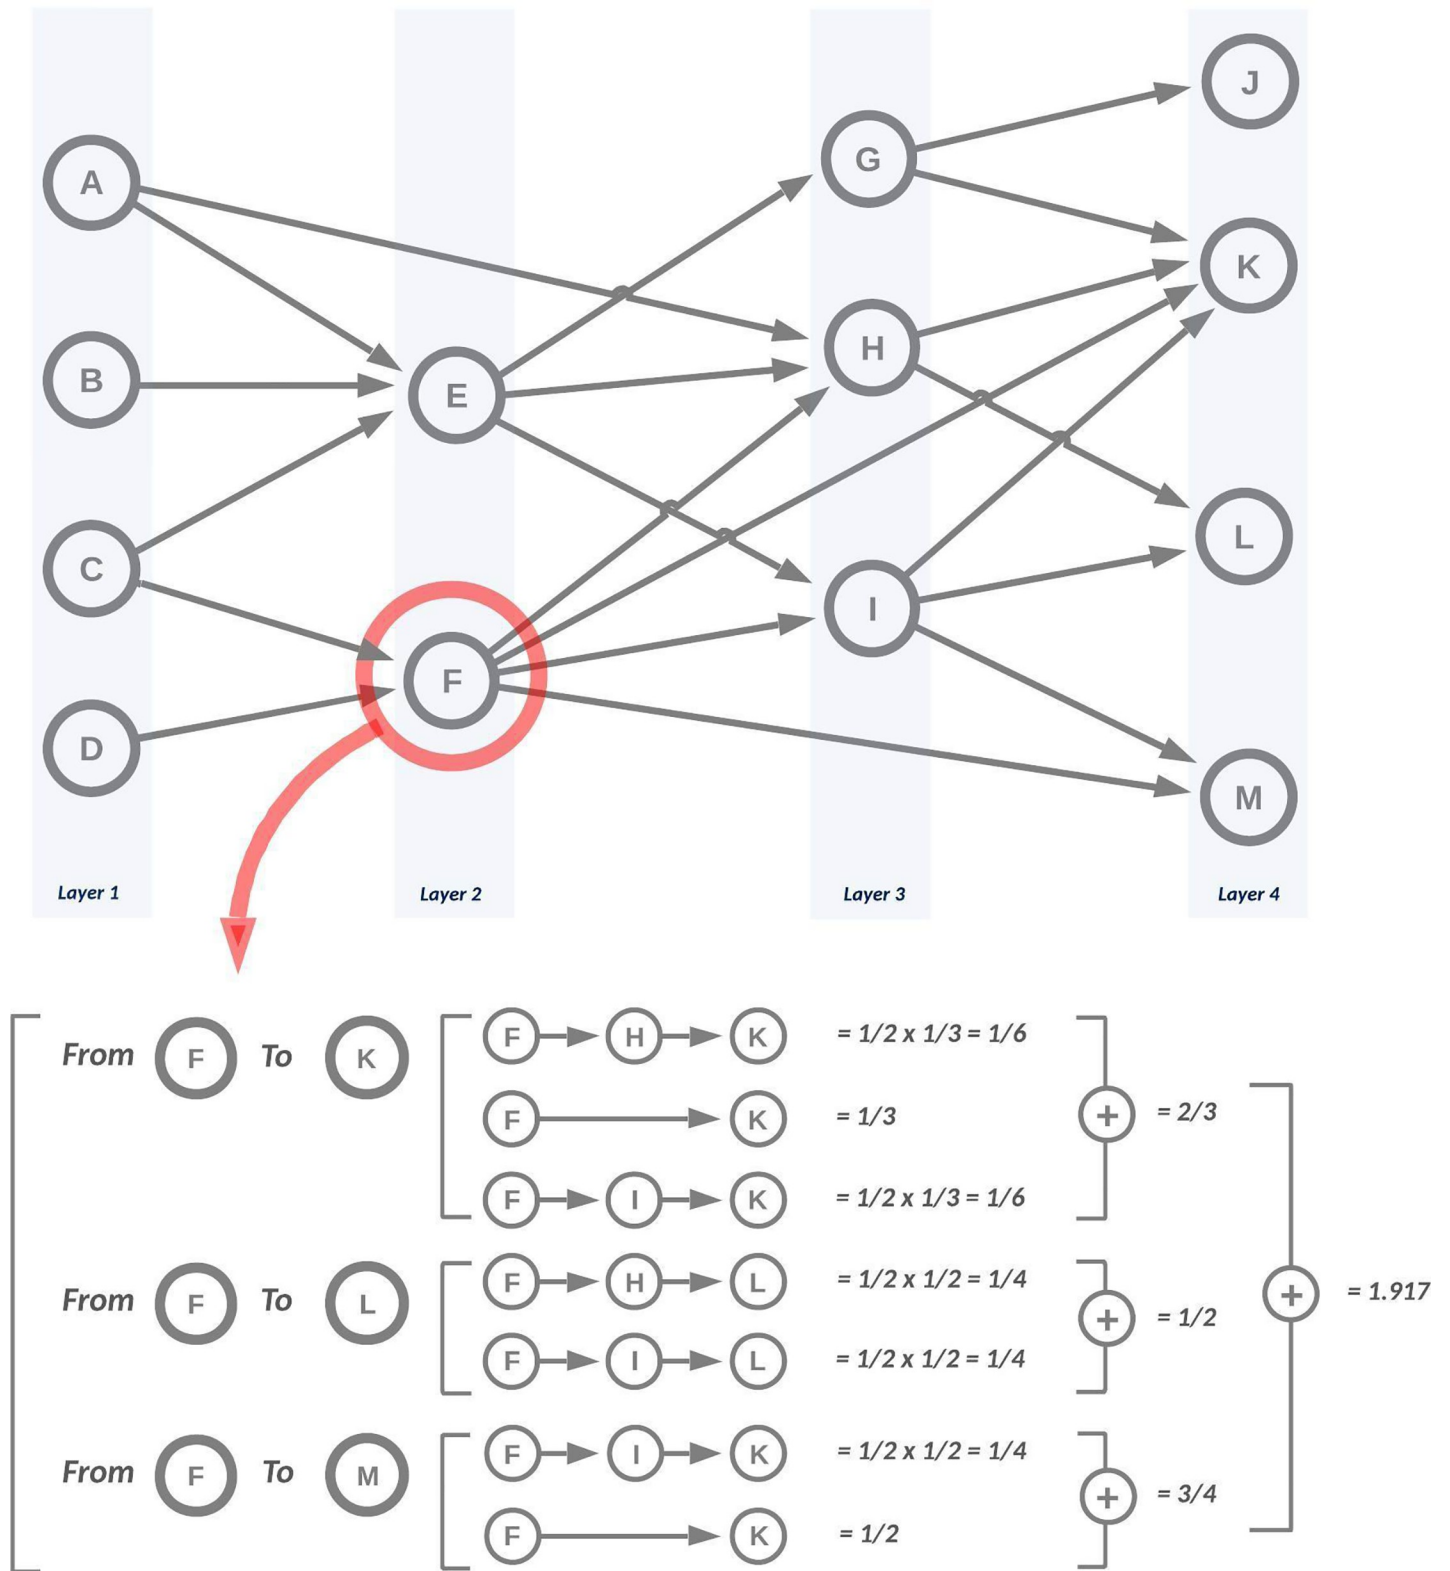 J
A
G
K
B
H
E
C
L
I
F
D
M
Layer 1
Layer 2
Layer 3
Layer 4
From F To K
F H K = 1/2 x 1/3 = 1/6
F K = 1/3
= 2/3
F I K = 1/2 x 1/3 = 1/6
From F To L
F H L = 1/2 x 1/2 = 1/4
= 1/2
F I L = 1/2 x 1/2 = 1/4
+ + = 1.917
From F To M
F I K = 1/2 x 1/2 = 1/4
+ = 3/4
F K = 1/2